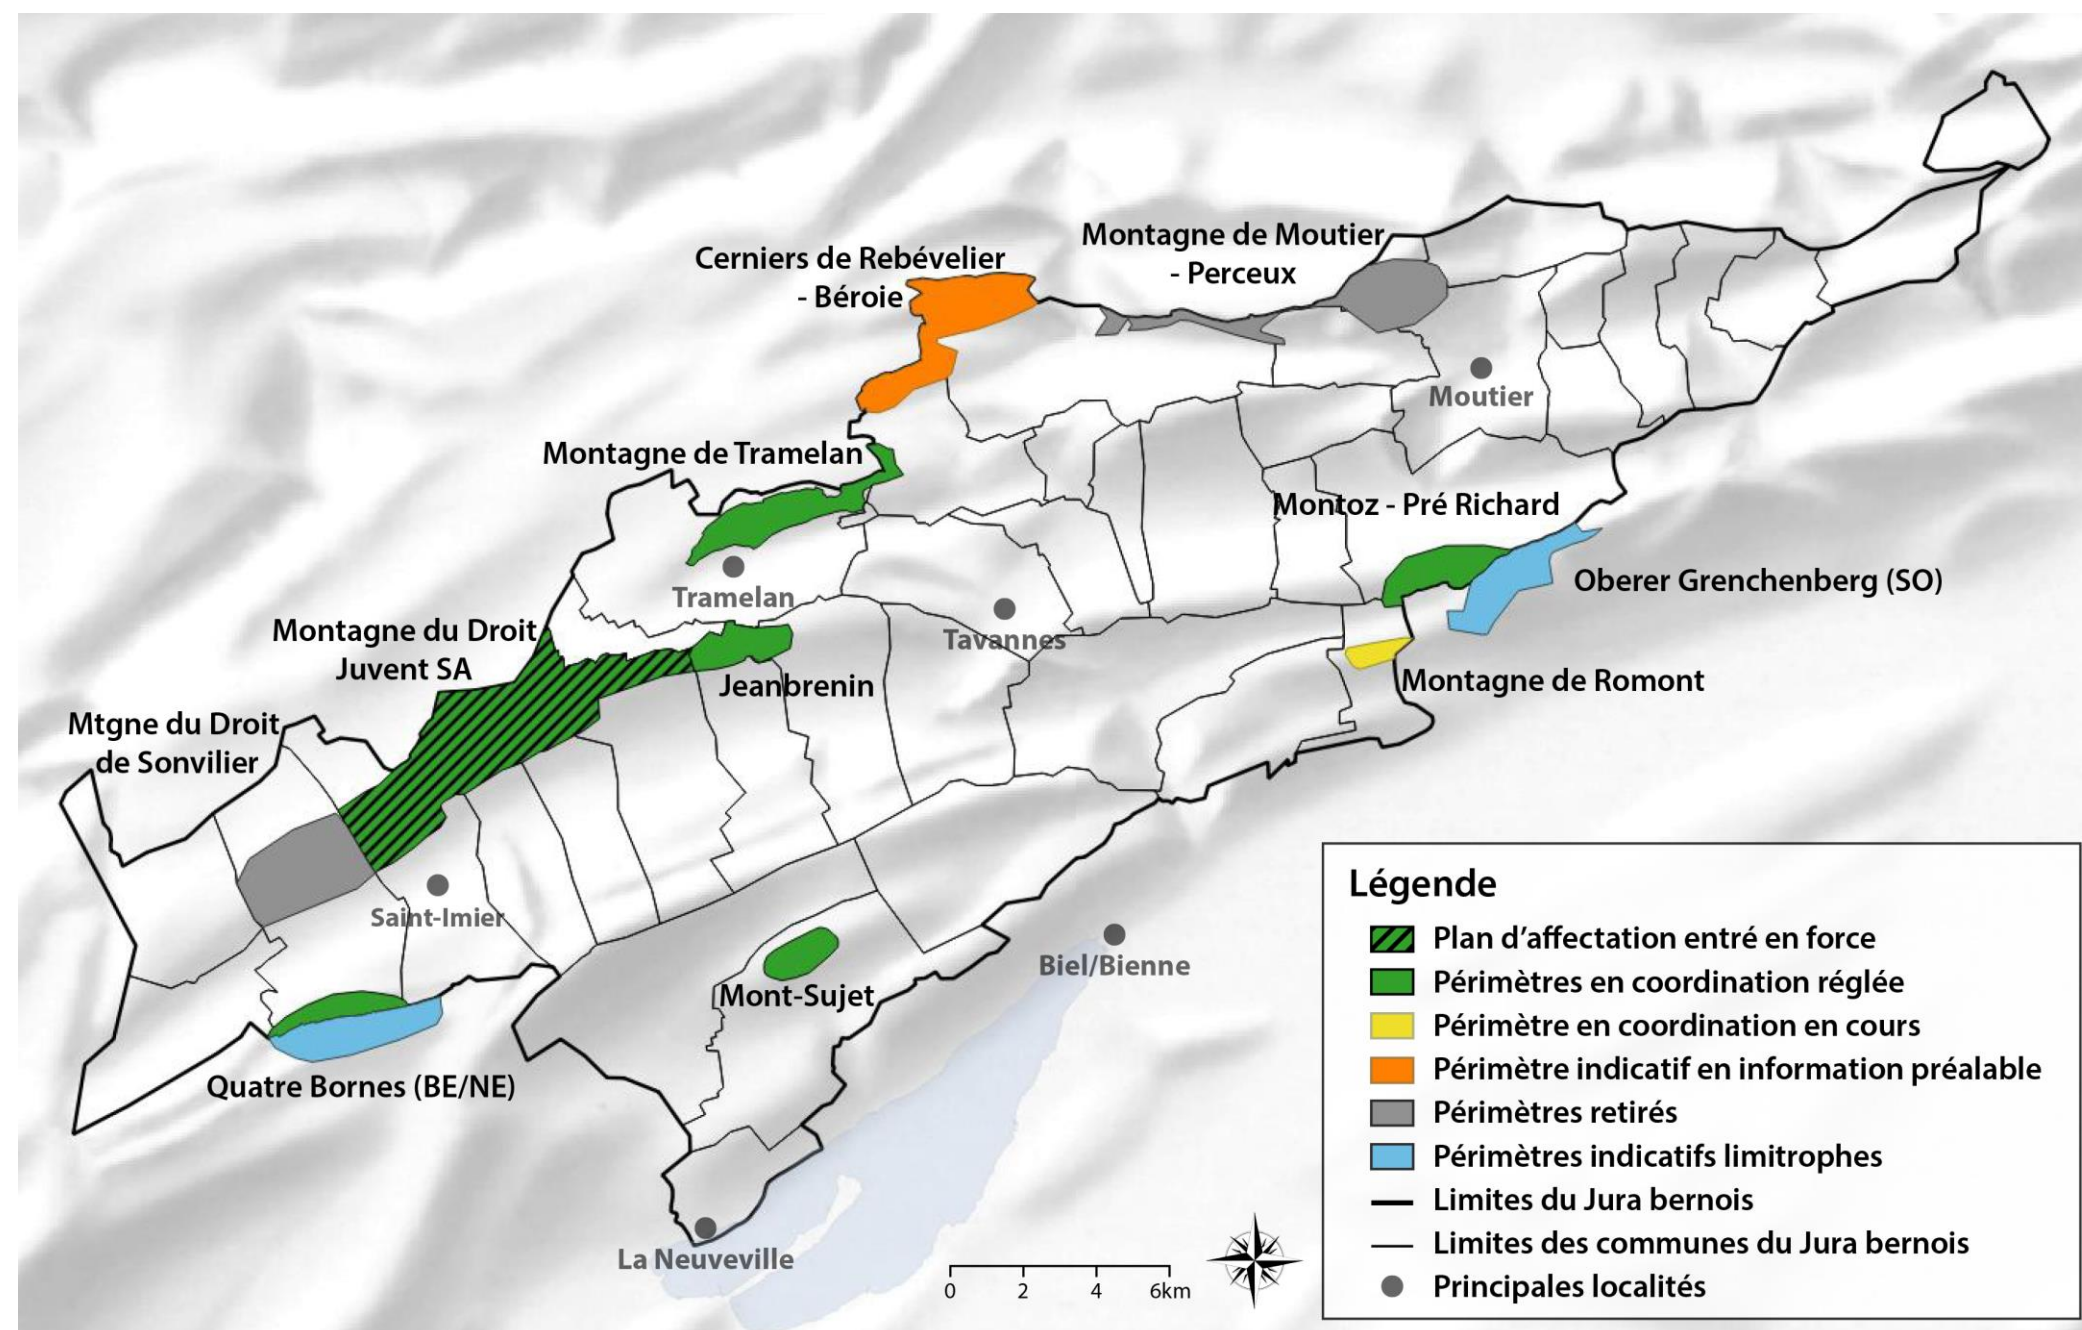 Montagne de Moutier
- Perceux
Cerniers de Rebévelier
- Béroie
Moutier
Montagne de Tramelan
Montoz - Pré Richard
Oberer Grenchenberg (SO)
Tramelan
Tavannes
Montagne du Droit
Juvent SA
Jeanbrenin
Montagne de Romont
Mtgne du Droit
de Sonvilier
Saint-Imier
Biel/Bienne
Mont-Sujet
Quatre Bornes (BE/NE)
La Neuveville
0 2 4 6km
Légende
Plan d’affectation entré en force
Périmètres en coordination réglée
Périmètre en coordination en cours
Périmètre indicatif en information préalable
Périmètres retirés
Périmètres indicatifs limitrophes
Limites du Jura bernois
Limites des communes du Jura bernois
Principales localités